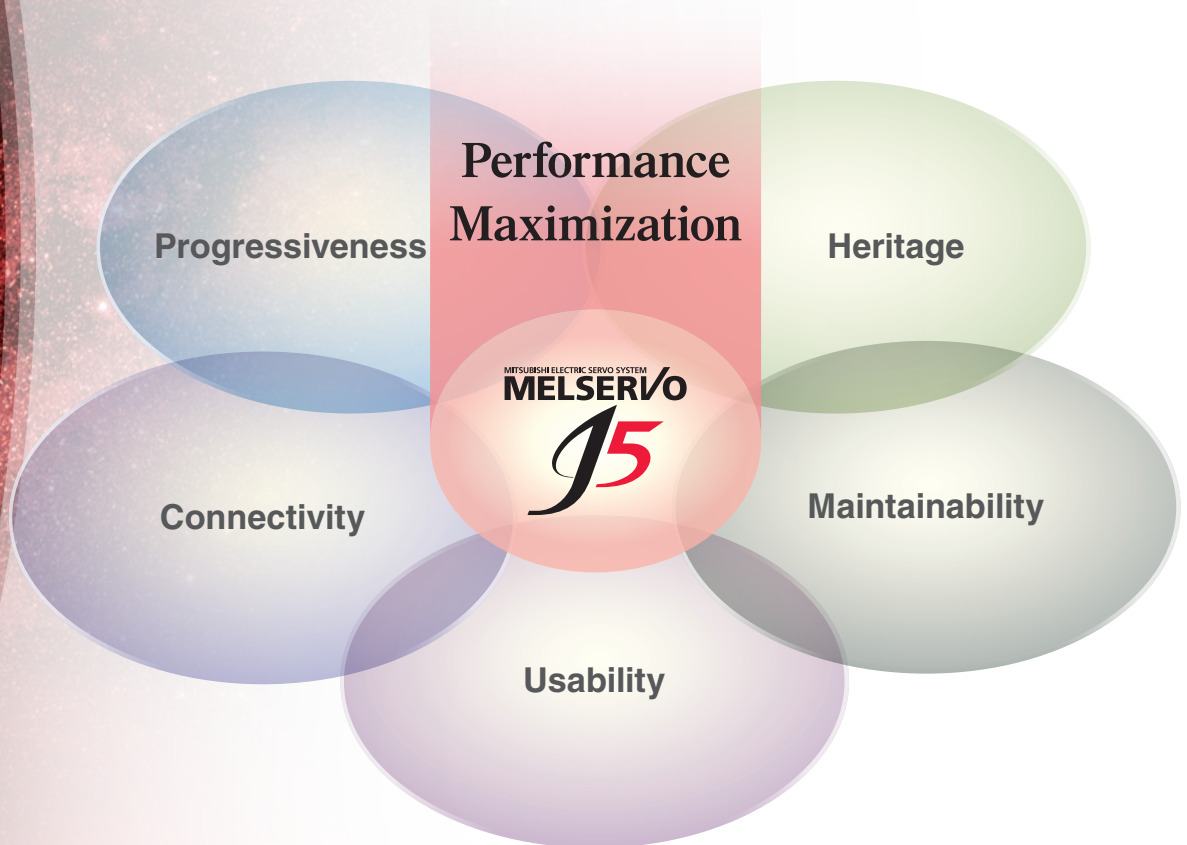 Performance
Maximization
Progressiveness
Heritage
MITSUBISHI ELECTRIC SERVO SYSTEM
MELSERVO
J5
Connectivity
Maintainability
Usability